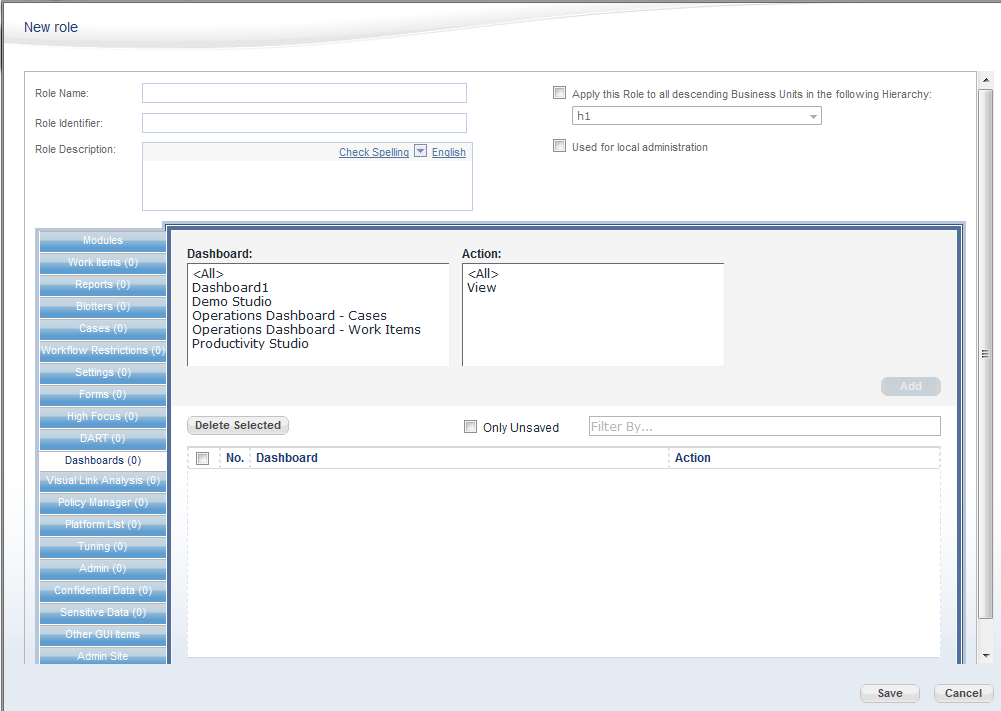 New role
Role Name:
Apply this Role to all descending Business Units in the following Hierarchy:
h1
Role Identifier:
Role Description:
Check Spelling English
Used for local administration
Modules
Work Items (0)
Reports (0)
Blotters (0)
Cases (0)
Workflow Restrictions (0)
Settings (0)
Forms (0)
High Focus (0)
DART (0)
Dashboards (0)
Visual Link Analysis (0)
Policy Manager (0)
Platform List (0)
Tuning (0)
Admin (0)
Confidential Data (0)
Sensitive Data (0)
Other GUI Items
Admin Site
Dashboard:
<All>
Dashboard1
Demo Studio
Operations Dashboard - Cases
Operations Dashboard - Work Items
Productivity Studio
Action:
<All>
View
Add
Delete Selected
Only Unsaved
Filter By...
No. Dashboard Action
Save Cancel